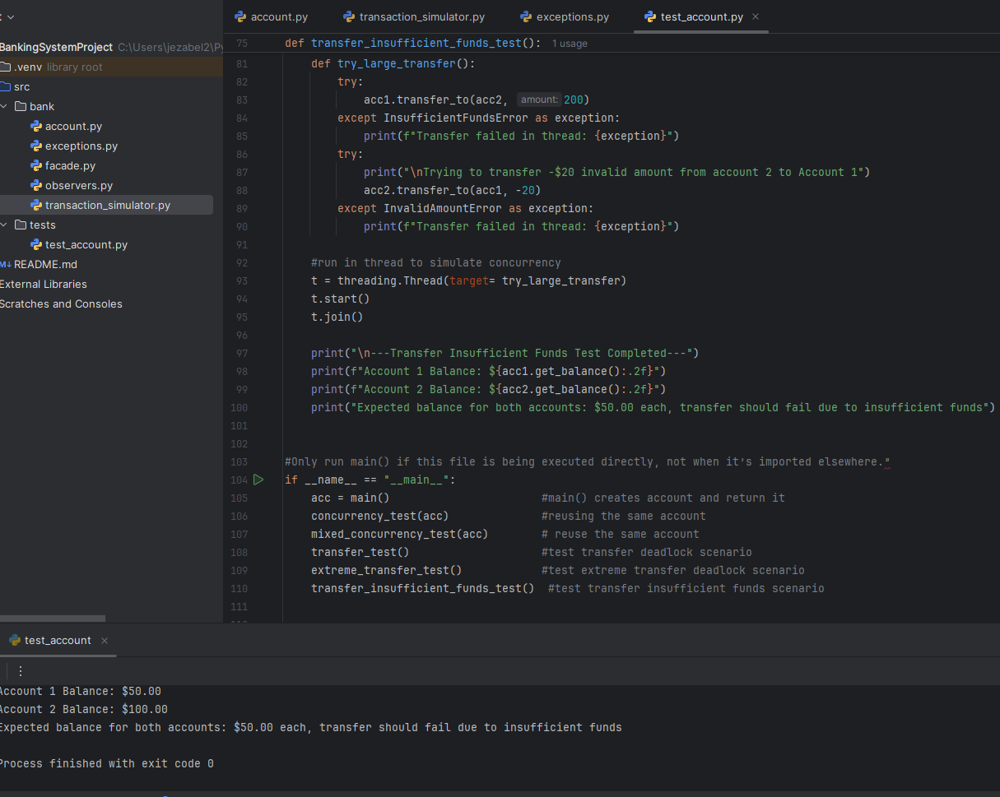 account.py transaction_simulator.py exceptions.py test_account.py
BankingSystemProject C:\Users\jezabel2\Py
.venv library root
src
bank
account.py
exceptions.py
facade.py
observers.py
transaction_simulator.py
tests
test_account.py
README.md
External Libraries
Scratches and Consoles
75 def transfer_insufficient_funds_test(): 1 usage
81 def try_large_transfer():
82 try:
83 acc1.transfer_to(acc2, amount: 200)
84 except InsufficientFundsError as exception:
85 print(f"Transfer failed in thread: {exception}")
86 try:
87 print("\nTrying to transfer -$20 invalid amount from account 2 to Account 1")
88 acc2.transfer_to(acc1, -20)
89 except InvalidAmountError as exception:
90 print(f"Transfer failed in thread: {exception}")
91
92 #run in thread to simulate concurrency
93 t = threading.Thread(target= try_large_transfer)
94 t.start()
95 t.join()
96
97 print("\n---Transfer Insufficient Funds Test Completed---")
98 print(f"Account 1 Balance: ${acc1.get_balance():.2f}")
99 print(f"Account 2 Balance: ${acc2.get_balance():.2f}")
100 print("Expected balance for both accounts: $50.00 each, transfer should fail due to insufficient funds")
101
102
103 #Only run main() if this file is being executed directly, not when it's imported elsewhere."
104 if __name__ == "__main__":
105 acc = main() #main() creates account and return it
106 concurrency_test(acc) #reusing the same account
107 mixed_concurrency_test(acc) # reuse the same account
108 transfer_test() #test transfer deadlock scenario
109 extreme_transfer_test() #test extreme transfer deadlock scenario
110 transfer_insufficient_funds_test() #test transfer insufficient funds scenario
111
test_account
Account 1 Balance: $50.00
Account 2 Balance: $100.00
Expected balance for both accounts: $50.00 each, transfer should fail due to insufficient funds
Process finished with exit code 0